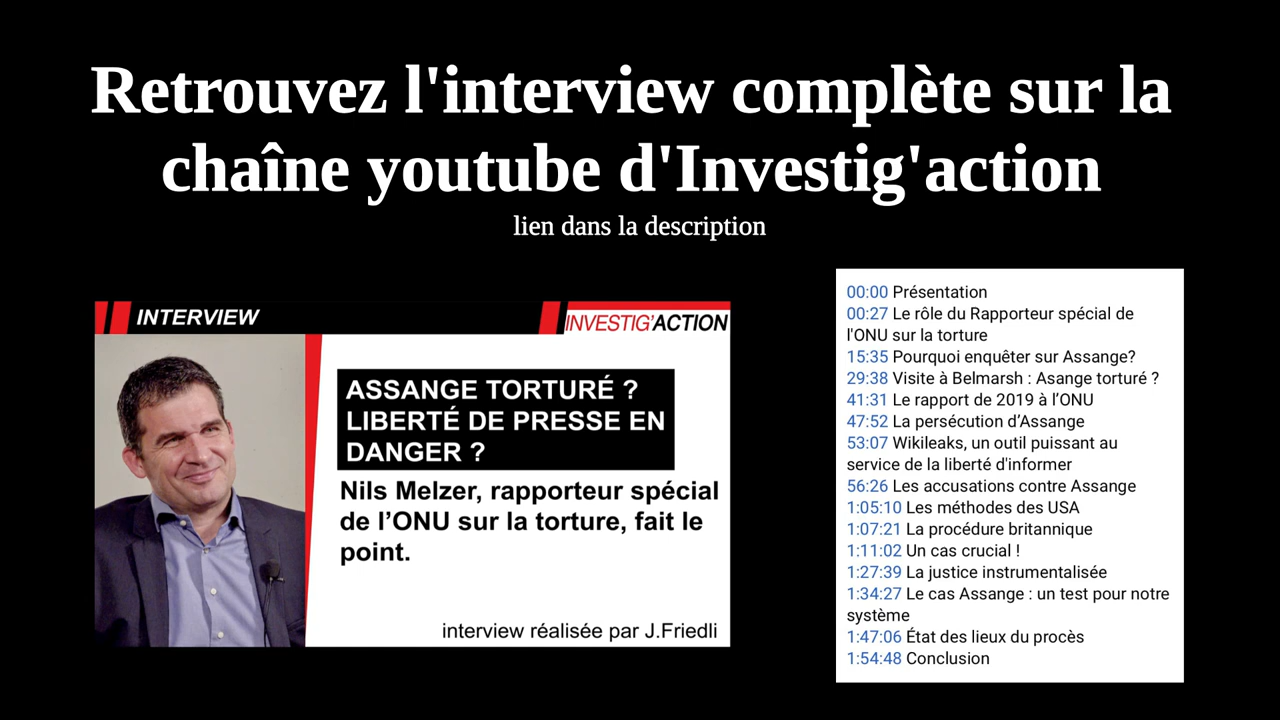 Retrouvez l'interview complète sur la
chaîne youtube d'Investig'action
lien dans la description
INTERVIEW
INVESTIG'ACTION
ASSANGE TORTURÉ ?
LIBERTÉ DE PRESSE EN
DANGER ?
Nils Melzer, rapporteur spécial
de l’ONU sur la torture, fait le
point.
interview réalisée par J.Friedli
00:00 Présentation
00:27 Le rôle du Rapporteur spécial de
l'ONU sur la torture
15:35 Pourquoi enquêter sur Assange?
29:38 Visite à Belmarsh : Asange torturé ?
41:31 Le rapport de 2019 à l’ONU
47:52 La persécution d’Assange
53:07 Wikileaks, un outil puissant au
service de la liberté d'informer
56:26 Les accusations contre Assange
1:05:10 Les méthodes des USA
1:07:21 La procédure britannique
1:11:02 Un cas crucial !
1:27:39 La justice instrumentalisée
1:34:27 Le cas Assange : un test pour notre
système
1:47:06 État des lieux du procès
1:54:48 Conclusion